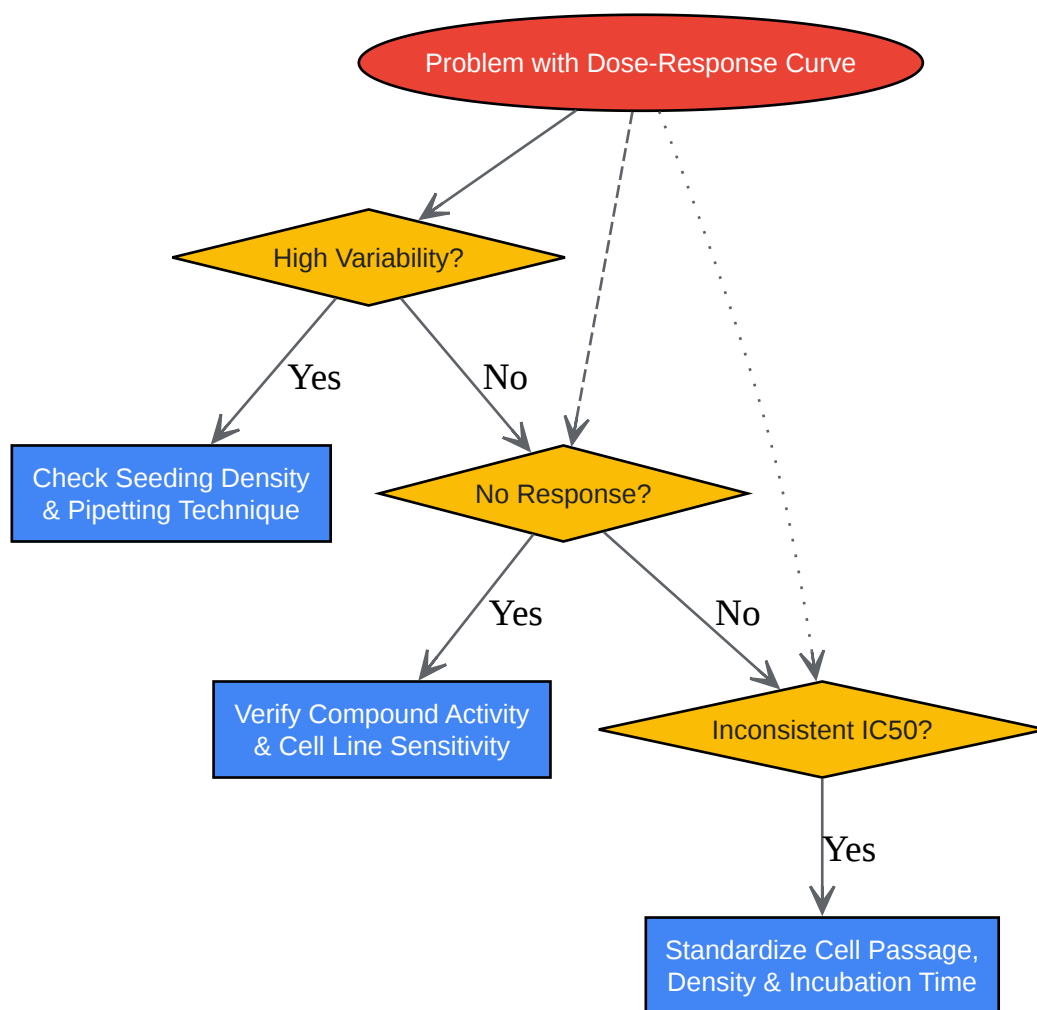 Problem with Dose-Response Curve
High Variability?
Yes
No
Check Seeding Density
& Pipetting Technique
No Response?
Yes
No
Verify Compound Activity
& Cell Line Sensitivity
Inconsistent IC50?
Yes
Standardize Cell Passage,
Density & Incubation Time